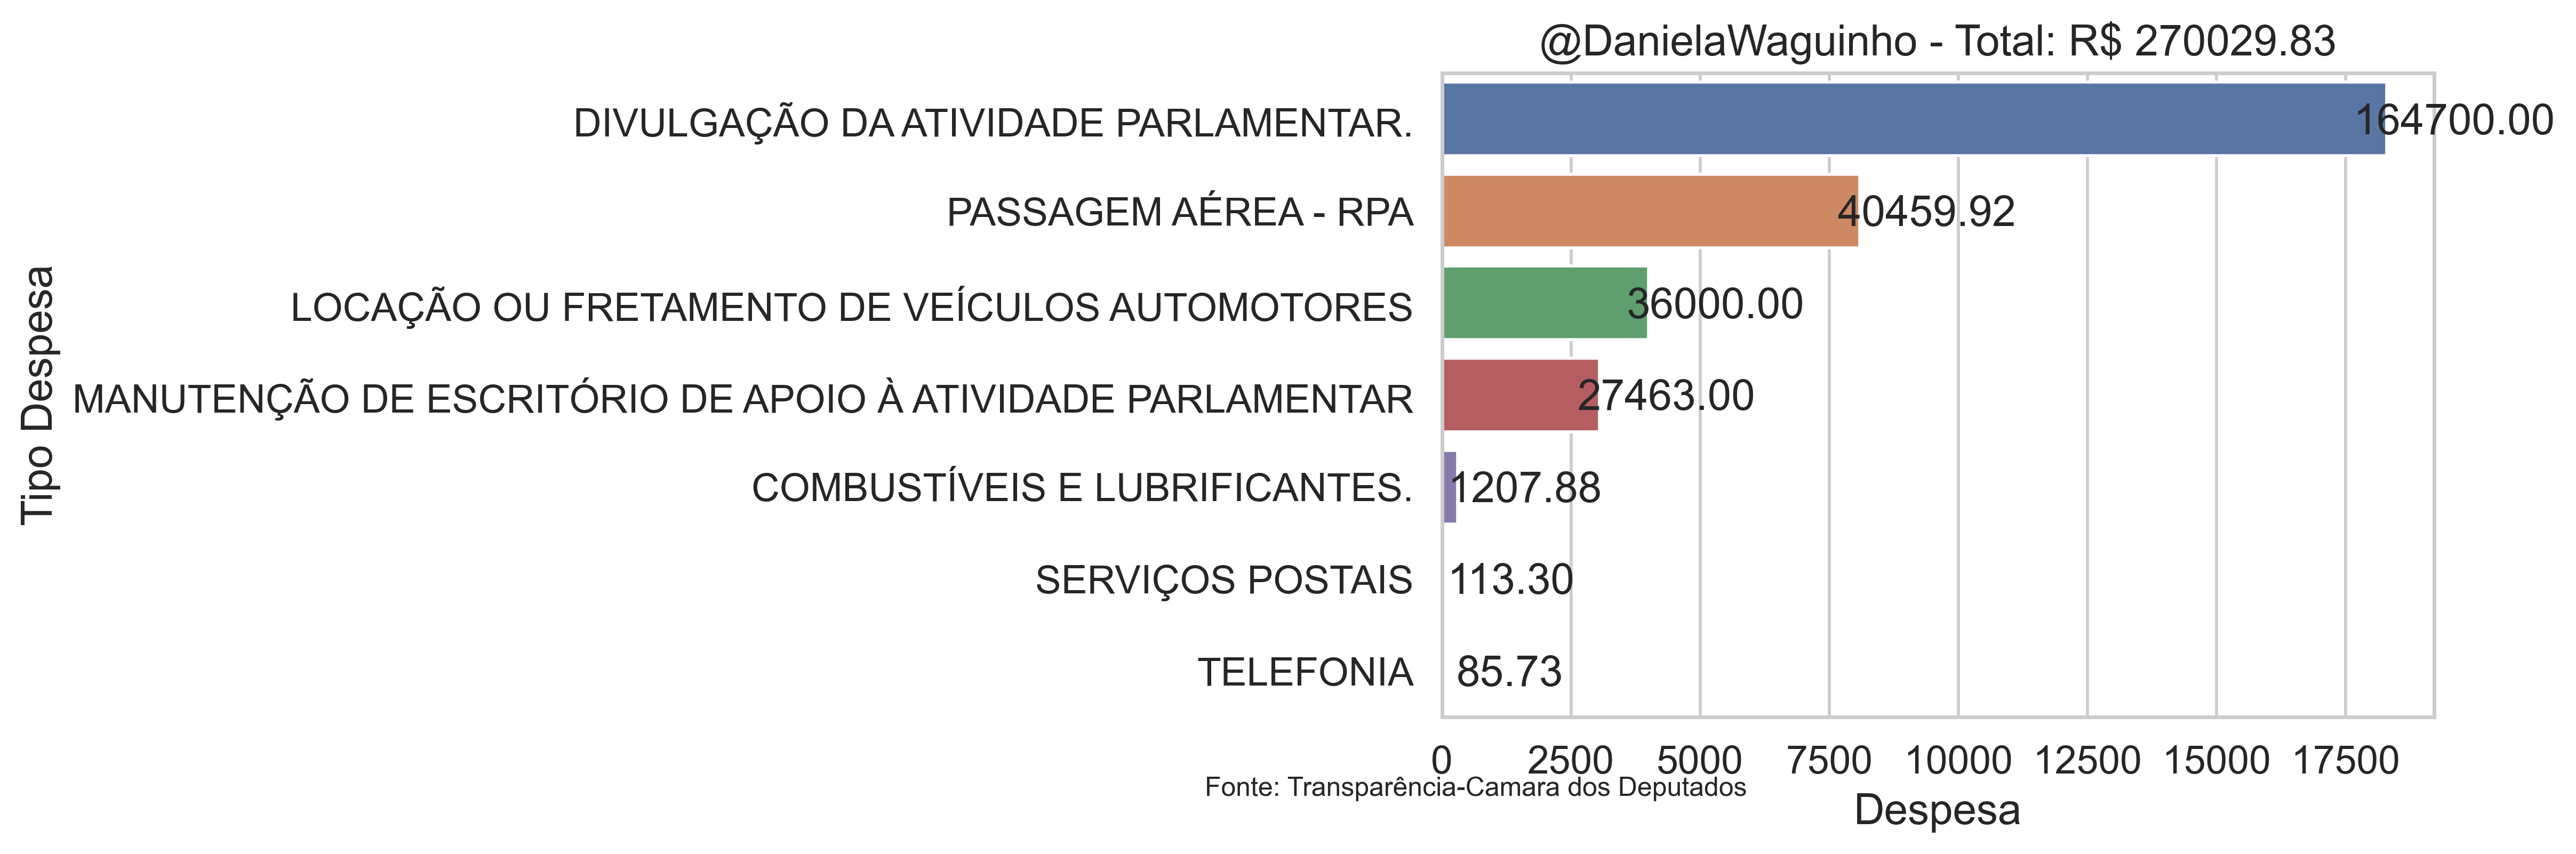 @DanielaWaguinho - Total: R$ 270029.83
Tipo Despesa
DIVULGAÇÃO DA ATIVIDADE PARLAMENTAR. 164700.00
PASSAGEM AÉREA - RPA 40459.92
LOCAÇÃO OU FRETAMENTO DE VEÍCULOS AUTOMOTORES 36000.00
MANUTENÇÃO DE ESCRITÓRIO DE APOIO À ATIVIDADE PARLAMENTAR 27463.00
COMBUSTÍVEIS E LUBRIFICANTES. 1207.88
SERVIÇOS POSTAIS 113.30
TELEFONIA 85.73
0 2500 5000 7500 10000 12500 15000 17500
Fonte: Transparência-Camara dos Deputados
Despesa